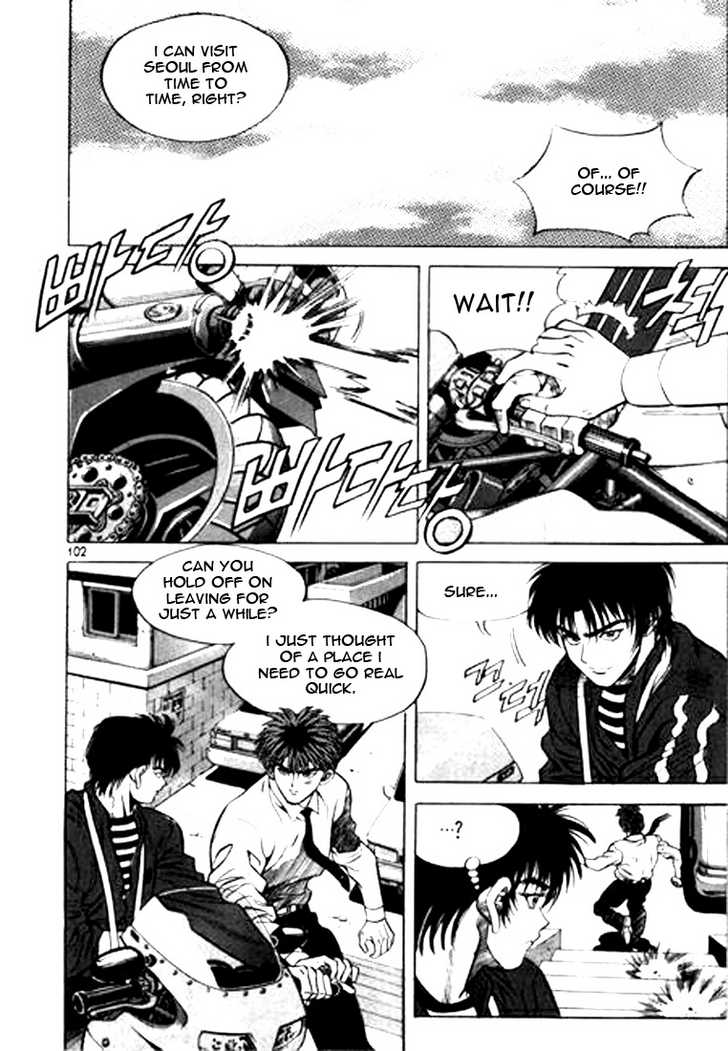 I CAN VISIT
SEOUL FROM
TIME TO
TIME, RIGHT?
OF... OF
COURSE!!
빠다당
WAIT!!
빠다다다
102
CAN YOU
HOLD OFF ON
LEAVING FOR
JUST A WHILE?
I JUST THOUGHT
OF A PLACE I
NEED TO GO REAL
QUICK.
SURE...
...?